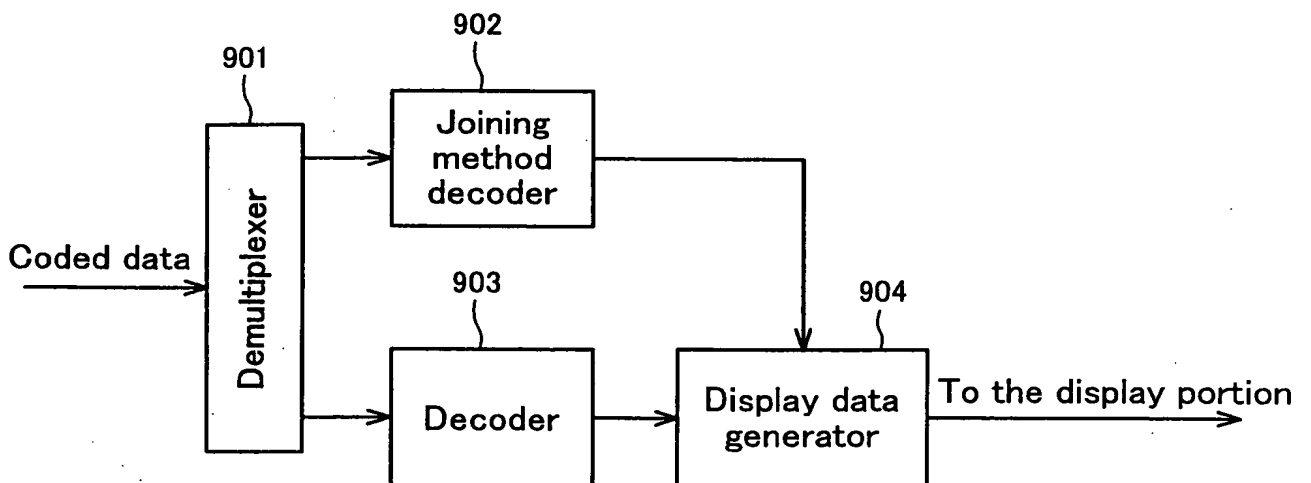 901
902
Joining
method
decoder
Demultiplexer
Coded data
903
Decoder
904
Display data
generator
To the display portion